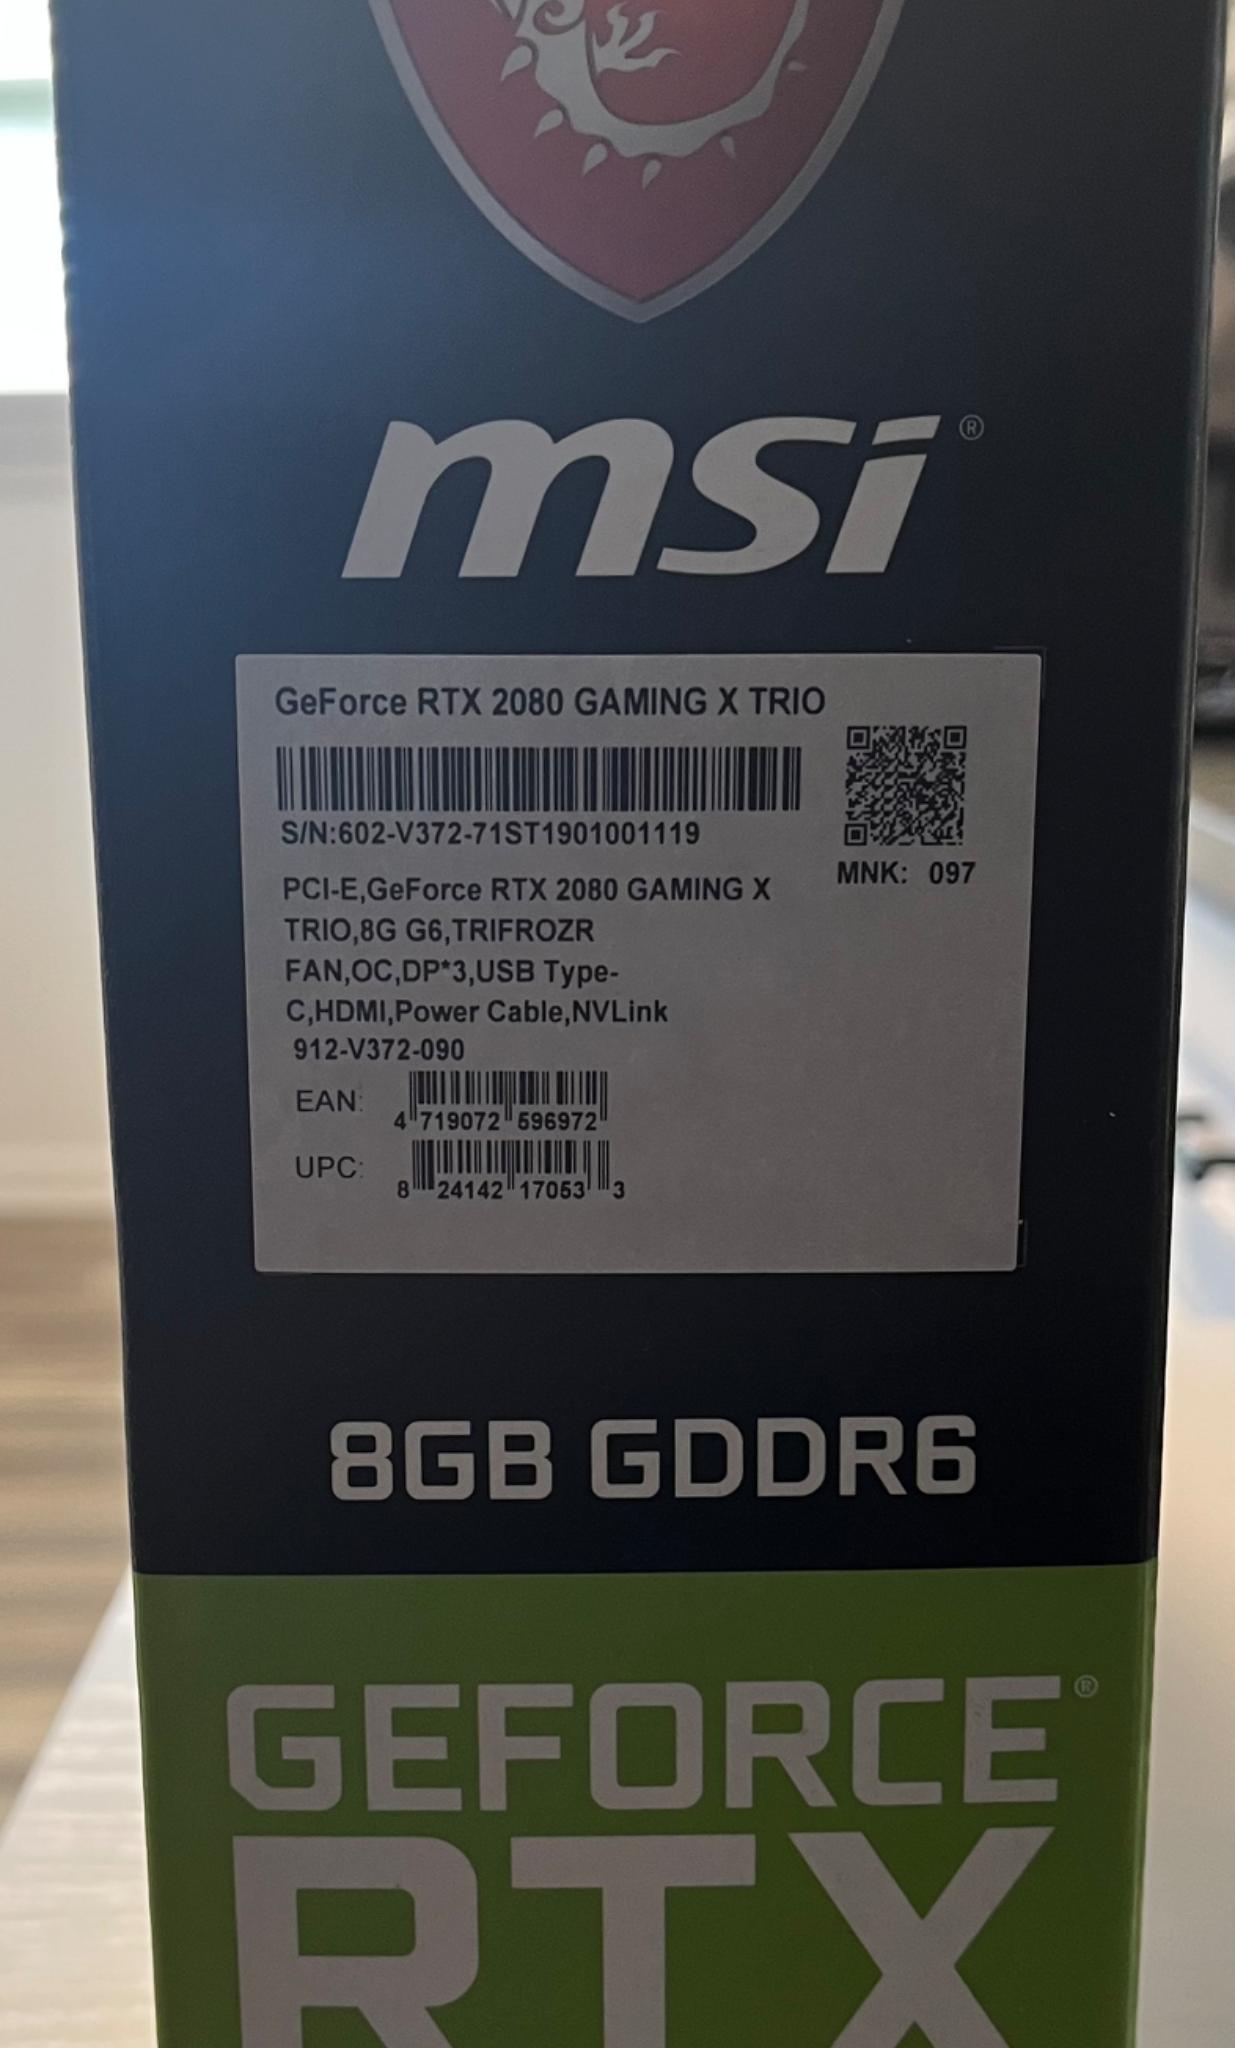 msi®
GeForce RTX 2080 GAMING X TRIO
S/N:602-V372-71ST1901001119
MNK: 097
PCI-E,GeForce RTX 2080 GAMING X
TRIO,8G G6,TRIFROZR
FAN,OC,DP*3,USB Type-
C,HDMI,Power Cable,NVLink
912-V372-090
EAN: 4 719072 596972
UPC: 8 24142 17053 3
8GB GDDR6
GEFORCE®
RTX